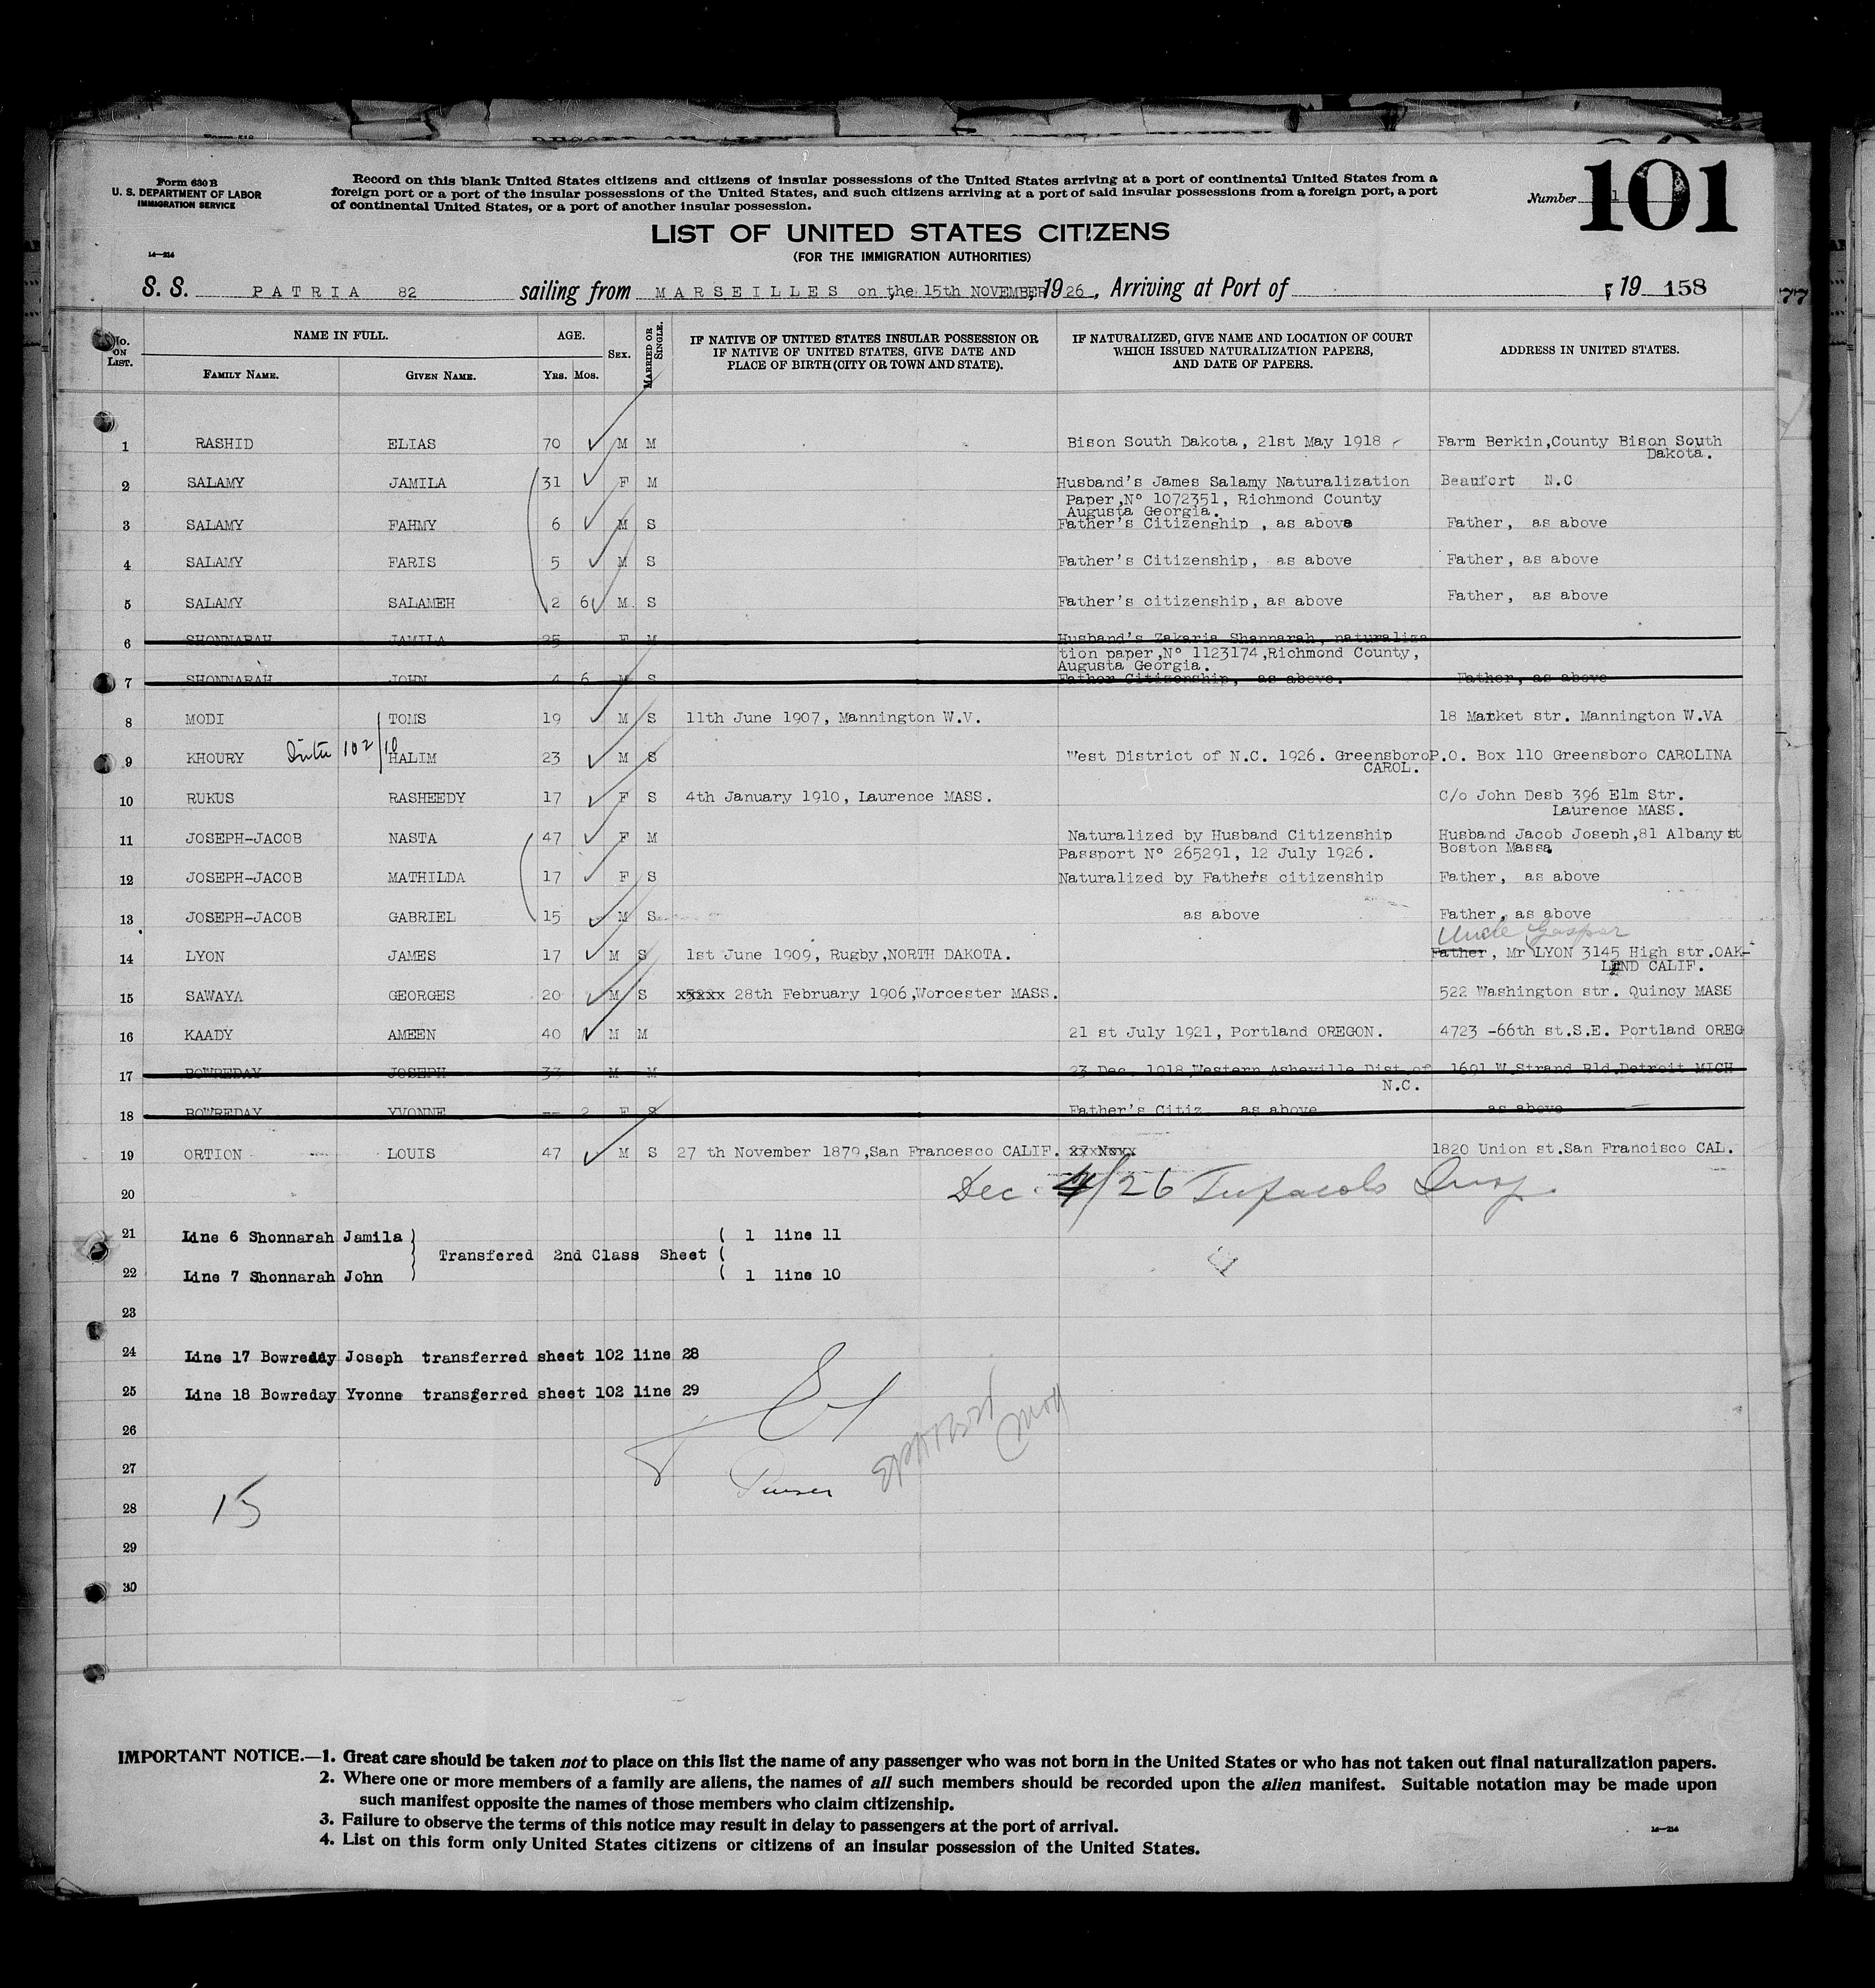 Form 630 B
U. S. DEPARTMENT OF LABOR
IMMIGRATION SERVICE
14—214
Record on this blank United States citizens and citizens of insular possessions of the United States arriving at a port of continental United States from a
foreign port or a port of the insular possessions of the United States, and such citizens arriving at a port of said insular possessions from a foreign port, a port
of continental United States, or a port of another insular possession.
Number 1
101
LIST OF UNITED STATES CITIZENS
(FOR THE IMMIGRATION AUTHORITIES)
S. S. PATRIA 82 sailing from MARSEILLES on the 15th NOVEMBER, 1926, Arriving at Port of 19 158
77
No. ON LIST.
NAME IN FULL.
FAMILY NAME. GIVEN NAME.
AGE.
YRS. MOS.
SEX.
MARRIED OR SINGLE.
IF NATIVE OF UNITED STATES INSULAR POSSESSION OR
IF NATIVE OF UNITED STATES, GIVE DATE AND
PLACE OF BIRTH (CITY OR TOWN AND STATE).
IF NATURALIZED, GIVE NAME AND LOCATION OF COURT
WHICH ISSUED NATURALIZATION PAPERS,
AND DATE OF PAPERS.
ADDRESS IN UNITED STATES.
1 RASHID ELIAS 70 M M Bison South Dakota, 21st May 1918 Farm Berkin,County Bison South
Dakota.
2 SALAMY JAMILA 31 F M Husband's James Salamy Naturalization Beaufort N.C
Paper,N° 1072351, Richmond County
Augusta Georgia.
3 SALAMY FAHMY 6 M S Father's Citizenship , as above Father, as above
4 SALAMY FARIS 5 M S Father's Citizenship, as above Father, as above
5 SALAMY SALAMEH 2 6 M S Father's citizenship, as above Father, as above
6 SHONNARAH JAMILA 25 F M Husband's Zakaria Shannarah, naturaliza
tion paper,N° 1123174,Richmond County,
Augusta Georgia.
7 SHONNARAH JOHN 4 6 M S Father Citizenship, as above. Father, as above
8 MODI TOMS 19 M S 11th June 1907, Mannington W.V. 18 Market str. Mannington W.VA
9 KHOURY 102/10 HALIM 23 M S West District of N.C. 1926. Greensboro P.O. Box 110 Greensboro CAROLINA
CAROL.
10 RUKUS RASHEEDY 17 F S 4th January 1910, Laurence MASS. C/o John Desb 396 Elm Str.
Laurence MASS.
11 JOSEPH-JACOB NASTA 47 F M Naturalized by Husband Citizenship Husband Jacob Joseph,81 Albany st
Passport N° 265291, 12 July 1926. Boston Massa
12 JOSEPH-JACOB MATHILDA 17 F S Naturalized by Father's citizenship Father, as above
13 JOSEPH-JACOB GABRIEL 15 M S as above Father, as above
Uncle Gaspar
14 LYON JAMES 17 M S 1st June 1909, Rugby,NORTH DAKOTA. Father, Mr LYON 3145 High str.OAK-
LAND CALIF.
15 SAWAYA GEORGES 20 M S xxxxx 28th February 1906,Worcester MASS. 522 Washington str. Quincy MASS
16 KAADY AMEEN 40 M M 21 st July 1921, Portland OREGON. 4723 -66th st.S.E. Portland OREG
17 BOWREDAY JOSEPH 33 M M 23 Dec. 1918 Western Asheville Dist of 1691 W.Strand Bld.Detroit MICH
N.C.
18 BOWREDAY YVONNE -- 2 F S Father's Citiz as above as above
19 ORTION LOUIS 47 M S 27 th November 1879,San Francesco CALIF. 1820 Union st.San Francisco CAL.
20 Dec. 4/26 Insp.
21 Line 6 Shonnarah Jamila ( 1 line 11
Transfered 2nd Class Sheet
22 Line 7 Shonnarah John ( 1 line 10
23
24 Line 17 Bowredday Joseph transferred sheet 102 line 28
25 Line 18 Bowreday Yvonne transgerred sheet 102 line 29
26
27
Purser
28 15
29
30
IMPORTANT NOTICE.—1. Great care should be taken not to place on this list the name of any passenger who was not born in the United States or who has not taken out final naturalization papers.
2. Where one or more members of a family are aliens, the names of all such members should be recorded upon the alien manifest. Suitable notation may be made upon
such manifest opposite the names of those members who claim citizenship.
3. Failure to observe the terms of this notice may result in delay to passengers at the port of arrival.
4. List on this form only United States citizens or citizens of an insular possession of the United States.
14—214